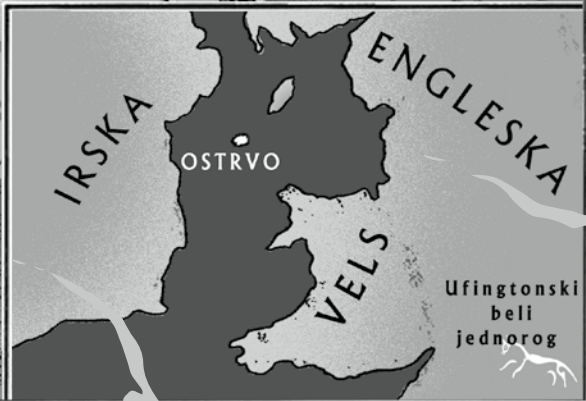 IRSKA
ENGLESKA
OSTRVO
VELS
Ufingtonski
beli
jednorog